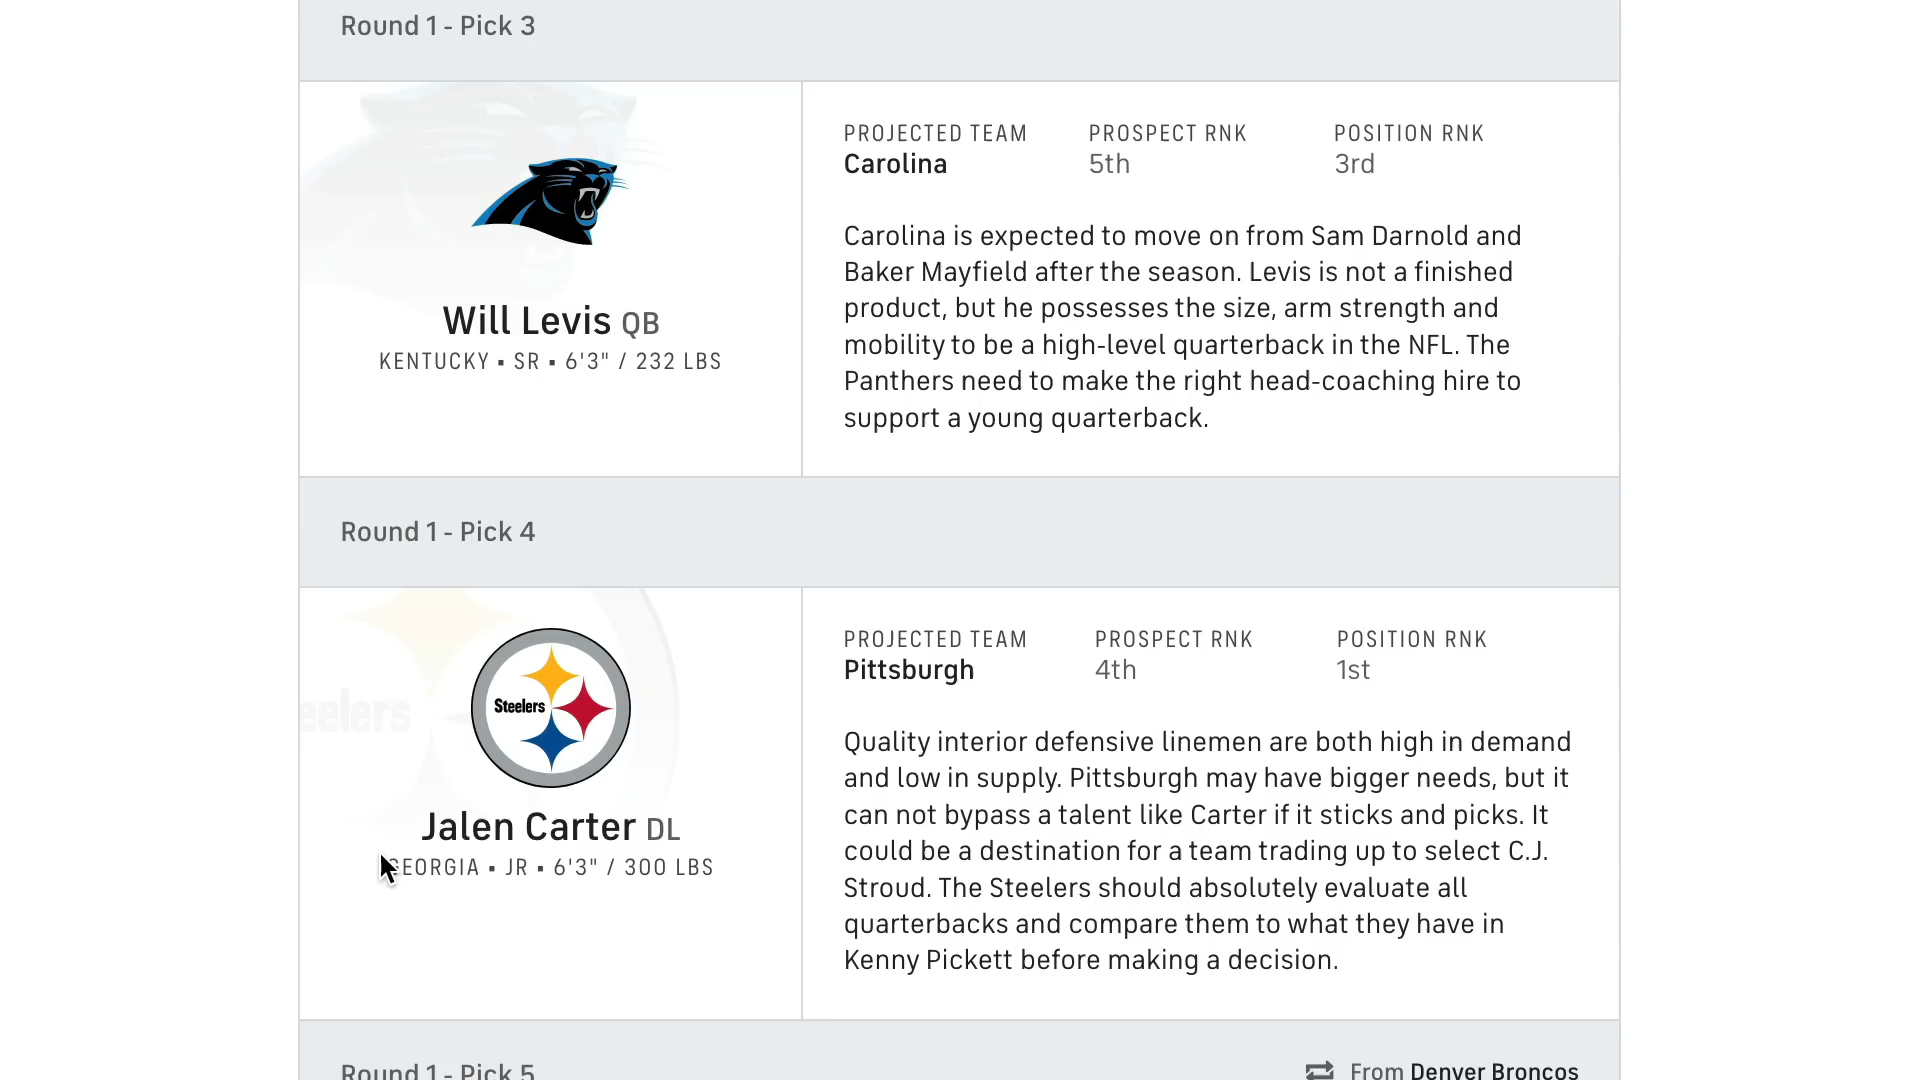 Round 1 - Pick 3
PROJECTED TEAM
Carolina
PROSPECT RNK
5th
POSITION RNK
3rd
Will Levis QB
KENTUCKY ▪ SR ▪ 6'3" / 232 LBS
Carolina is expected to move on from Sam Darnold and
Baker Mayfield after the season. Levis is not a finished
product, but he possesses the size, arm strength and
mobility to be a high-level quarterback in the NFL. The
Panthers need to make the right head-coaching hire to
support a young quarterback.
Round 1 - Pick 4
eelers
Steelers
Jalen Carter DL
GEORGIA ▪ JR ▪ 6'3" / 300 LBS
PROJECTED TEAM
Pittsburgh
PROSPECT RNK
4th
POSITION RNK
1st
Quality interior defensive linemen are both high in demand
and low in supply. Pittsburgh may have bigger needs, but it
can not bypass a talent like Carter if it sticks and picks. It
could be a destination for a team trading up to select C.J.
Stroud. The Steelers should absolutely evaluate all
quarterbacks and compare them to what they have in
Kenny Pickett before making a decision.
Round 1 - Pick 5
From Denver Broncos